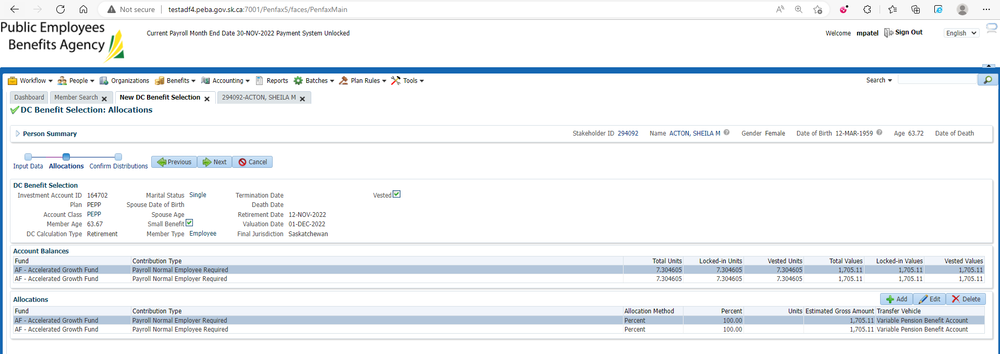 Not secure | testadf4.peba.gov.sk.ca:7001/Penfax5/faces/PenfaxMain
Public Employees
Benefits Agency
Current Payroll Month End Date 30-NOV-2022 Payment System Unlocked
Welcome mpatel Sign Out English
Workflow People Organizations Benefits Accounting Reports Batches Plan Rules Tools Search
Dashboard Member Search New DC Benefit Selection 294092-ACTON, SHEILA M
DC Benefit Selection: Allocations
Person Summary Stakeholder ID 294092 Name ACTON, SHEILA M Gender Female Date of Birth 12-MAR-1959 Age 63.72 Date of Death
Input Data Allocations Confirm Distributions Previous Next Cancel
DC Benefit Selection
Investment Account ID 164702 Marital Status Single Termination Date Vested
Plan PEPP Spouse Date of Birth Death Date
Account Class PEPP Spouse Age Retirement Date 12-NOV-2022
Member Age 63.67 Small Benefit Valuation Date 01-DEC-2022
DC Calculation Type Retirement Member Type Employee Final Jurisdiction Saskatchewan
Account Balances
Fund Contribution Type Total Units Locked-in Units Vested Units Total Values Locked-in Values Vested Values
AF - Accelerated Growth Fund Payroll Normal Employee Required 7.304605 7.304605 7.304605 1,705.11 1,705.11 1,705.11
AF - Accelerated Growth Fund Payroll Normal Employer Required 7.304605 7.304605 7.304605 1,705.11 1,705.11 1,705.11
Allocations Add Edit Delete
Fund Contribution Type Allocation Method Percent Units Estimated Gross Amount Transfer Vehicle
AF - Accelerated Growth Fund Payroll Normal Employer Required Percent 100.00 1,705.11 Variable Pension Benefit Account
AF - Accelerated Growth Fund Payroll Normal Employee Required Percent 100.00 1,705.11 Variable Pension Benefit Account